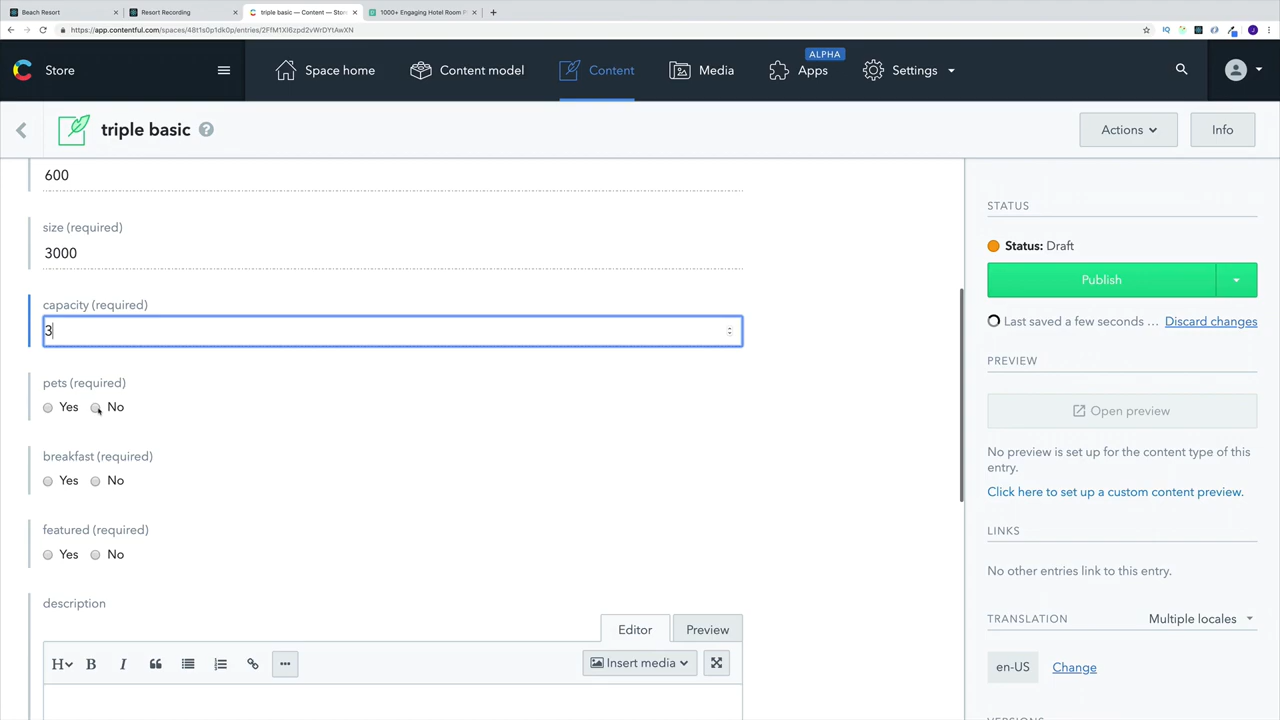 Beach Resort
Resort Recording
triple basic — Content — Stor
1000+ Engaging Hotel Room P
https://app.contentful.com/spaces/48t1s0p1dk0p/entries/2FfM1Xl6zpd2vWrDYtAwXN
ALPHA
Store
Space home
Content model
Content
Media
Apps
Settings
triple basic
?
Actions
Info
600
size (required)
3000
capacity (required)
3
pets (required)
Yes
No
breakfast (required)
Yes
No
featured (required)
Yes
No
description
Editor
Preview
H
B
I
Insert media
STATUS
Status: Draft
Publish
Last saved a few seconds …
Discard changes
PREVIEW
Open preview
No preview is set up for the content type of this
entry.
Click here to set up a custom content preview.
LINKS
No other entries link to this entry.
TRANSLATION
Multiple locales
en-US
Change